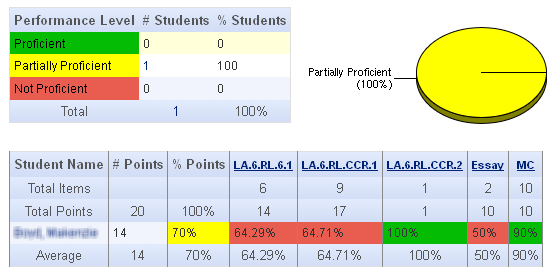 Performance Level # Students % Students
Proficient 0 0
Partially Proficient 1 100
Not Proficient 0 0
Total 1 100%
Partially Proficient
(100%)
Student Name # Points % Points LA.6.RL.6.1 LA.6.RL.CCR.1 LA.6.RL.CCR.2 Essay MC
Total Items 6 9 1 2 10
Total Points 20 100% 14 17 1 10 10
14 70% 64.29% 64.71% 100% 50% 90%
Average 14 70% 64.29% 64.71% 100% 50% 90%